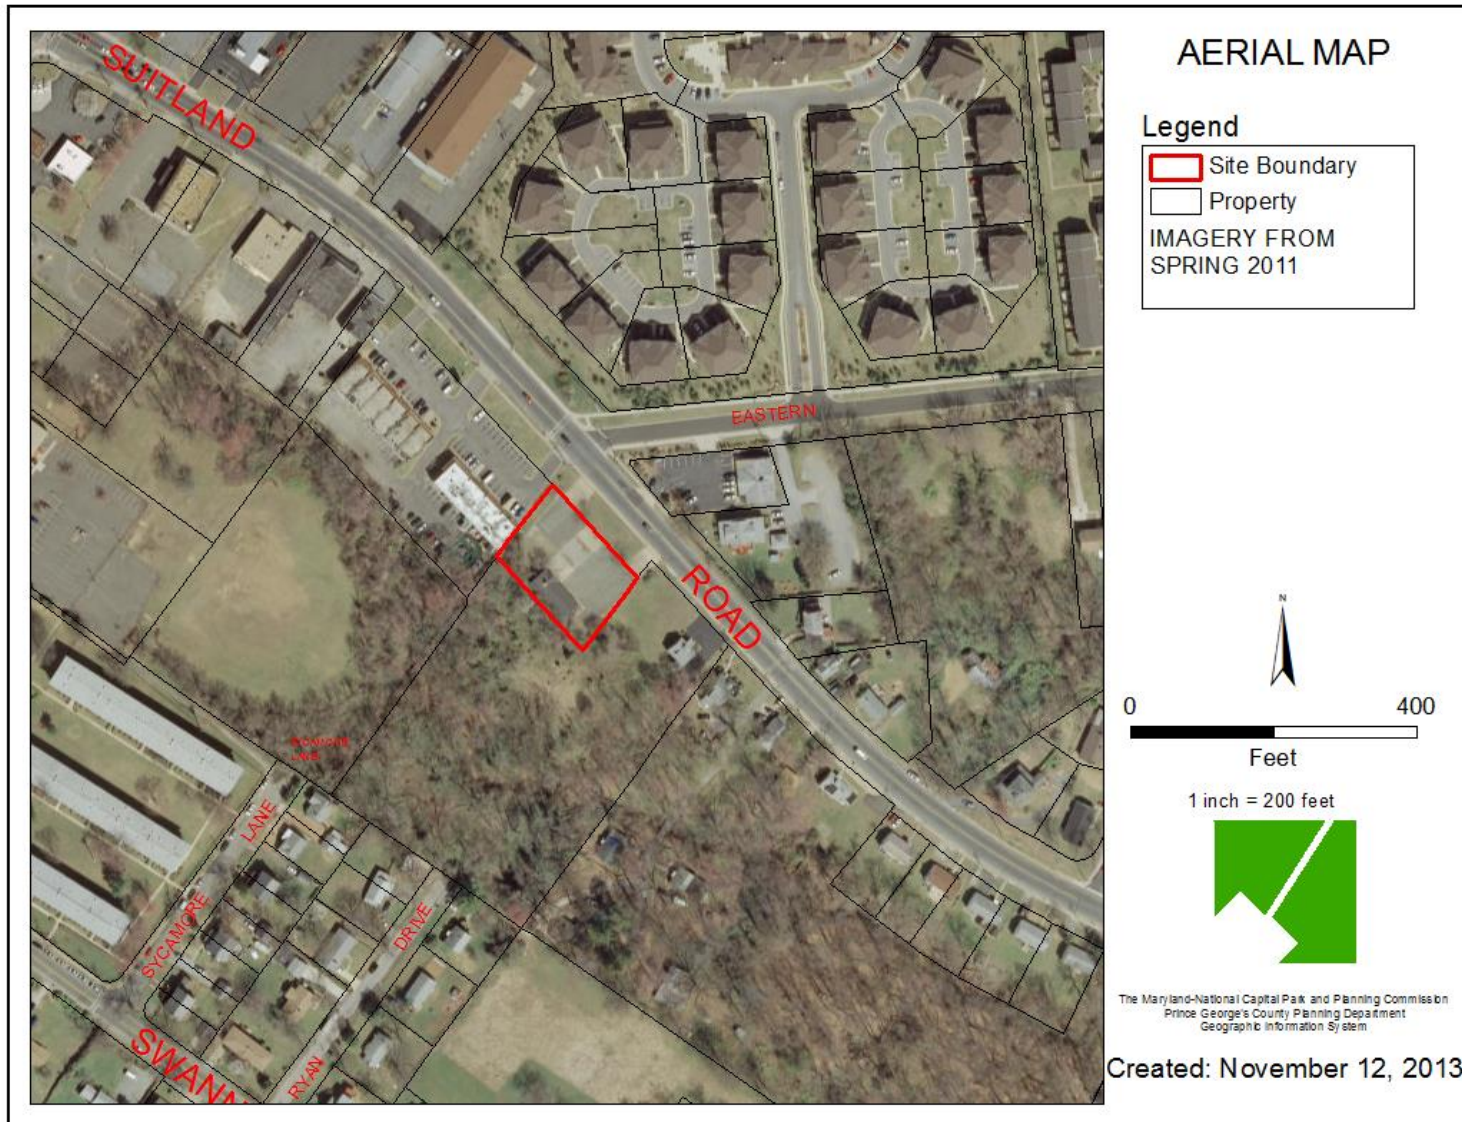 AERIAL MAP
SUITLAND
Legend
Site Boundary
Property
IMAGERY FROM
SPRING 2011
EASTERN
ROAD
N
0 400
Feet
1 inch = 200 feet
LANE
SYCAMORE
DRIVE
RYAN
SWANN
The Maryland-National Capital Park and Planning Commission
Prince George's County Planning Department
Geographic Information System
Created: November 12, 2013